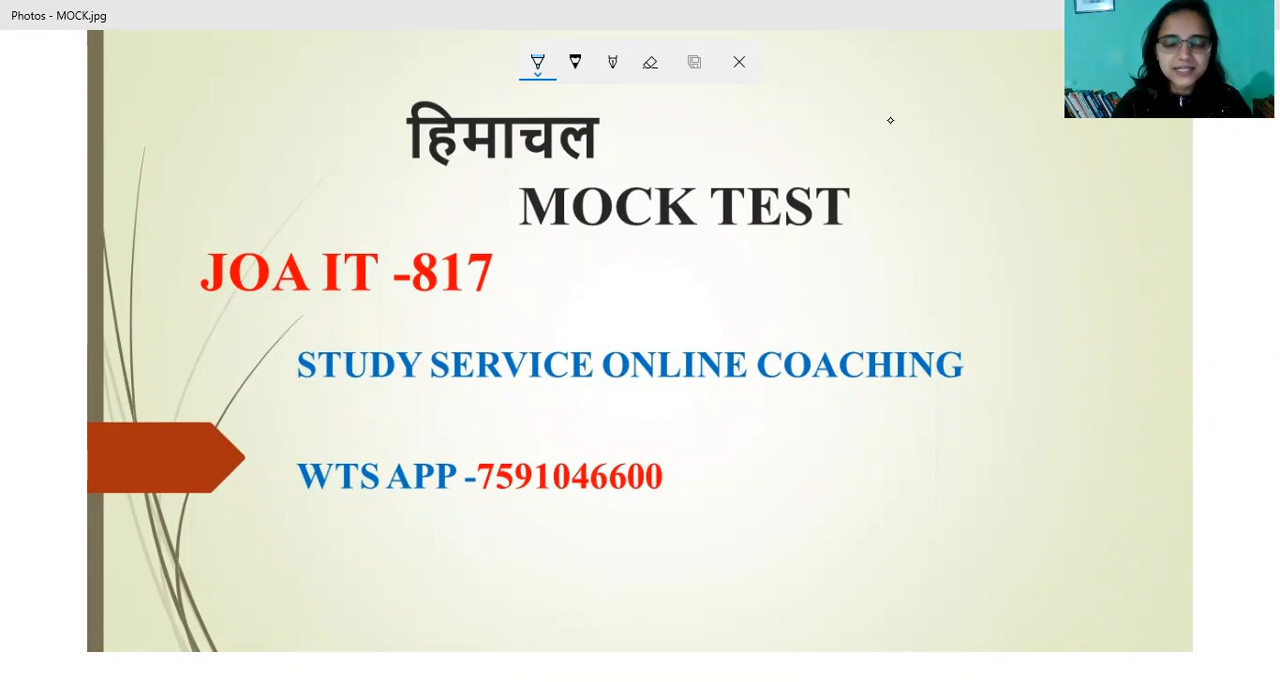 Photos - MOCK.jpg
हिमाचल
MOCK TEST
JOA IT -817
STUDY SERVICE ONLINE COACHING
WTS APP -7591046600